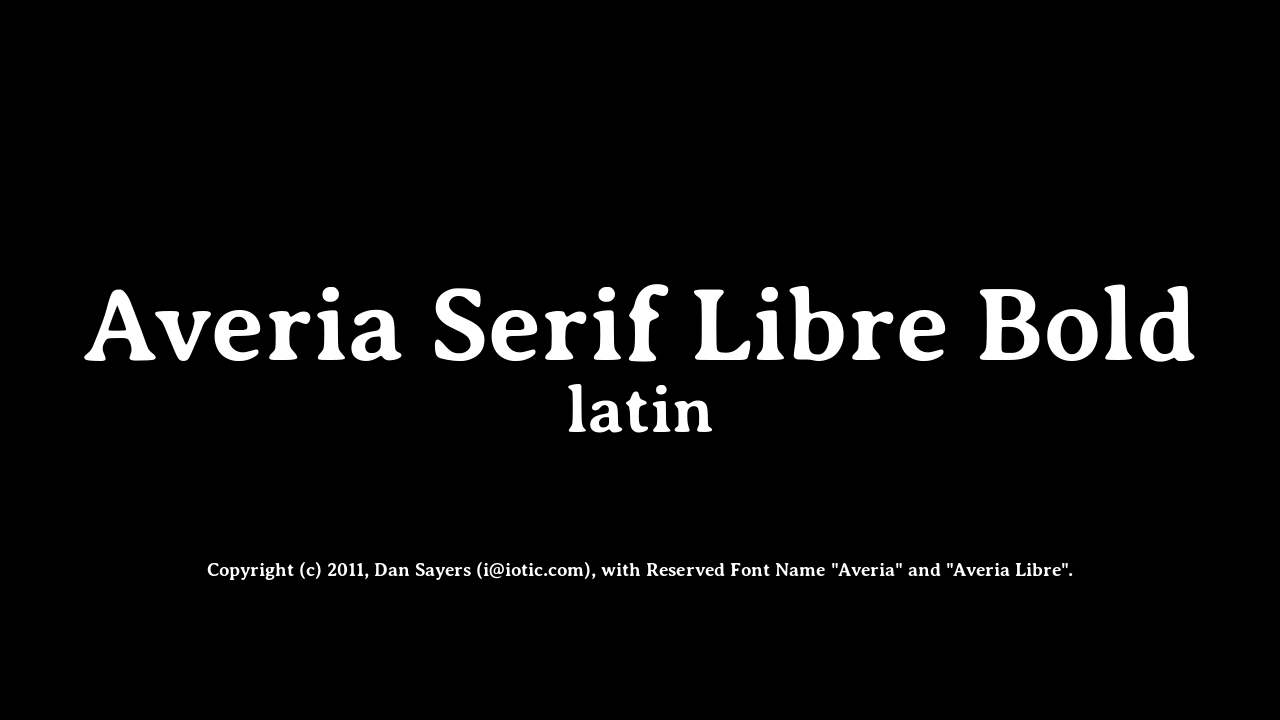 Averia Serif Libre Bold
latin
Copyright (c) 2011, Dan Sayers (i@iotic.com), with Reserved Font Name "Averia" and "Averia Libre".